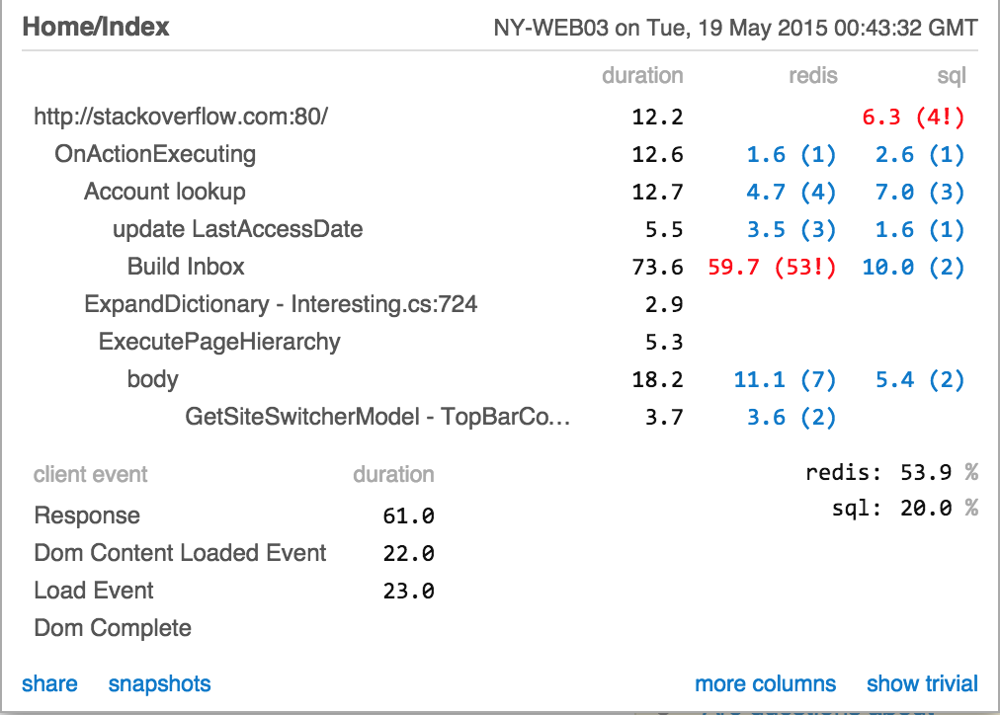 Home/Index NY-WEB03 on Tue, 19 May 2015 00:43:32 GMT
duration redis sql
http://stackoverflow.com:80/ 12.2 6.3 (4!)
OnActionExecuting 12.6 1.6 (1) 2.6 (1)
Account lookup 12.7 4.7 (4) 7.0 (3)
update LastAccessDate 5.5 3.5 (3) 1.6 (1)
Build Inbox 73.6 59.7 (53!) 10.0 (2)
ExpandDictionary - Interesting.cs:724 2.9
ExecutePageHierarchy 5.3
body 18.2 11.1 (7) 5.4 (2)
GetSiteSwitcherModel - TopBarCo... 3.7 3.6 (2)
client event duration
redis: 53.9 %
sql: 20.0 %
Response 61.0
Dom Content Loaded Event 22.0
Load Event 23.0
Dom Complete
share snapshots more columns show trivial